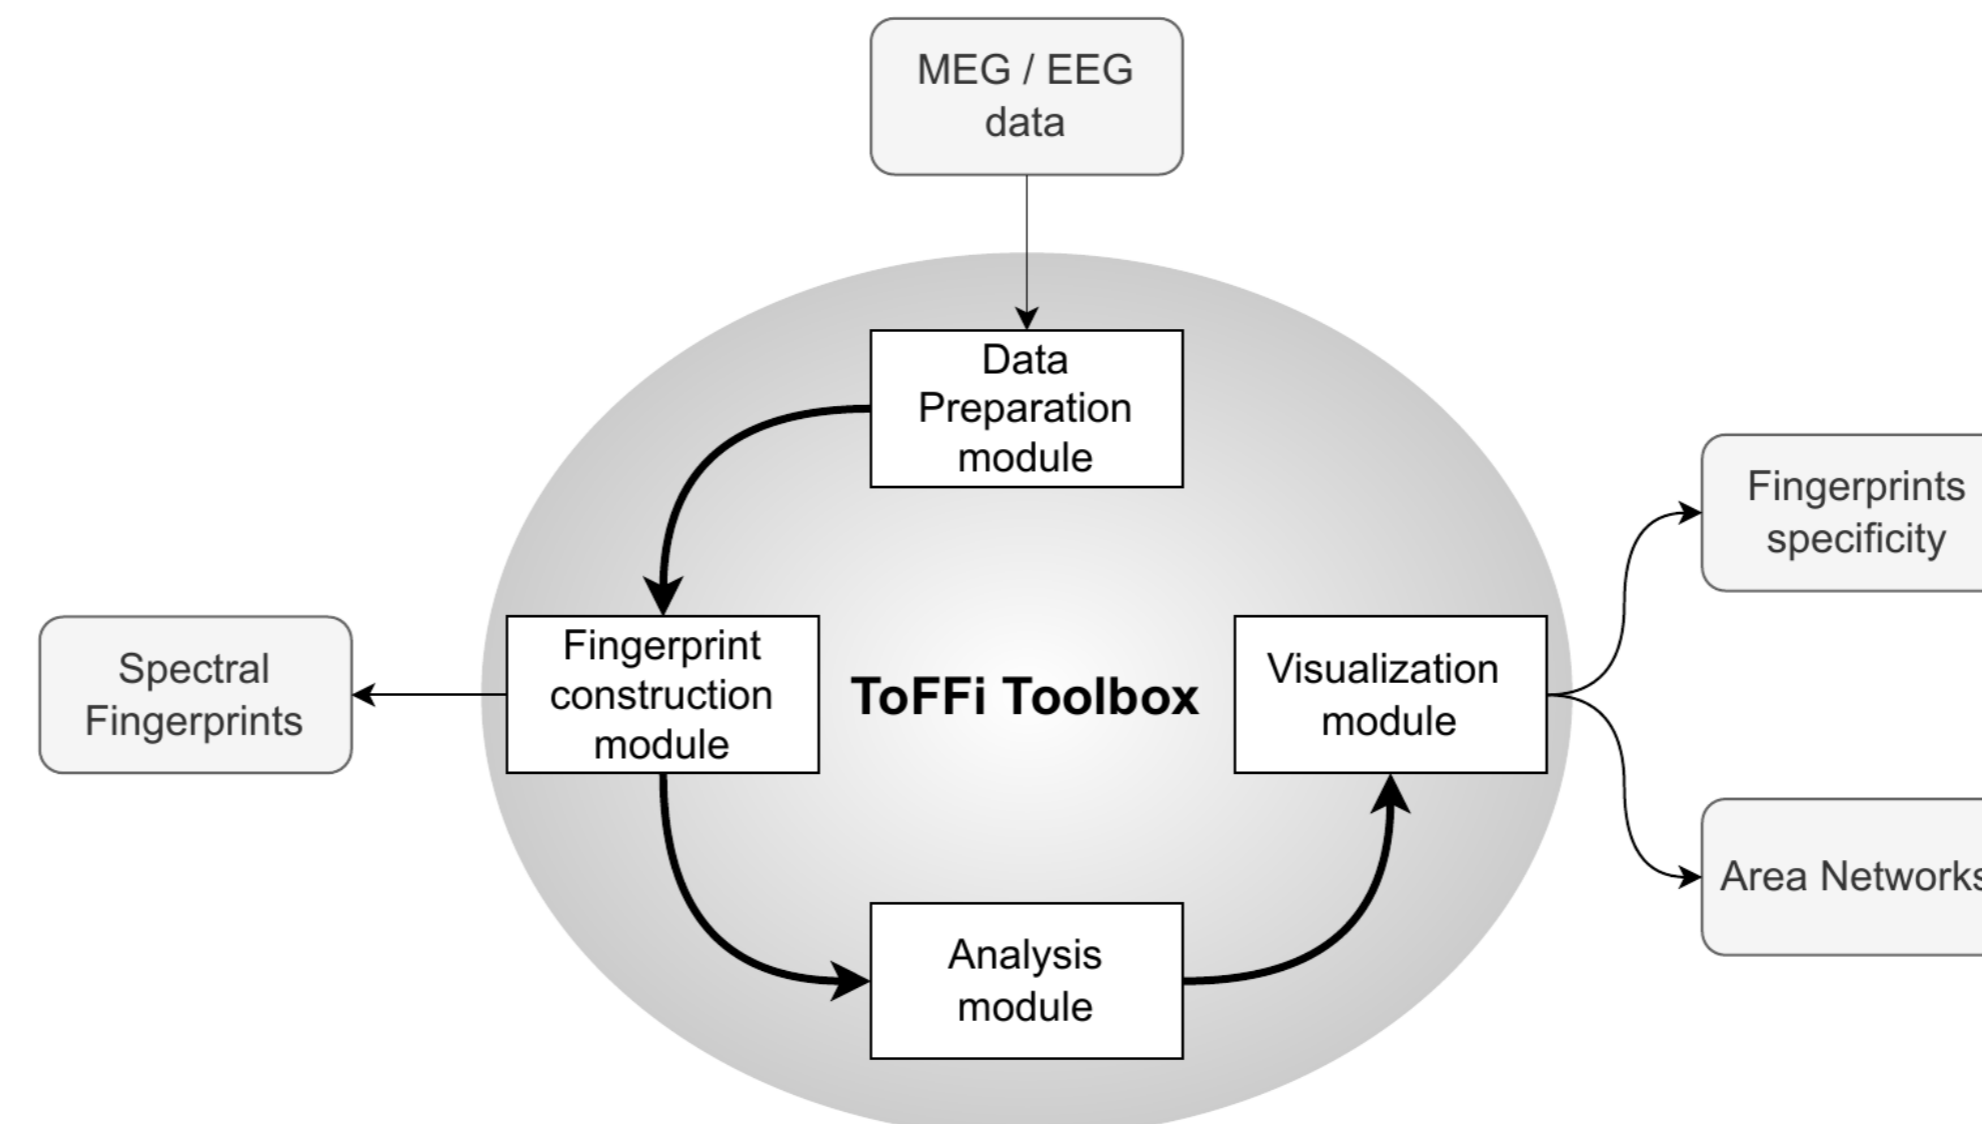 MEG / EEG
data
Data
Preparation
module
Fingerprints
specificity
Spectral
Fingerprints
Fingerprint
construction
module
ToFFi Toolbox
Visualization
module
Area Networks
Analysis
module